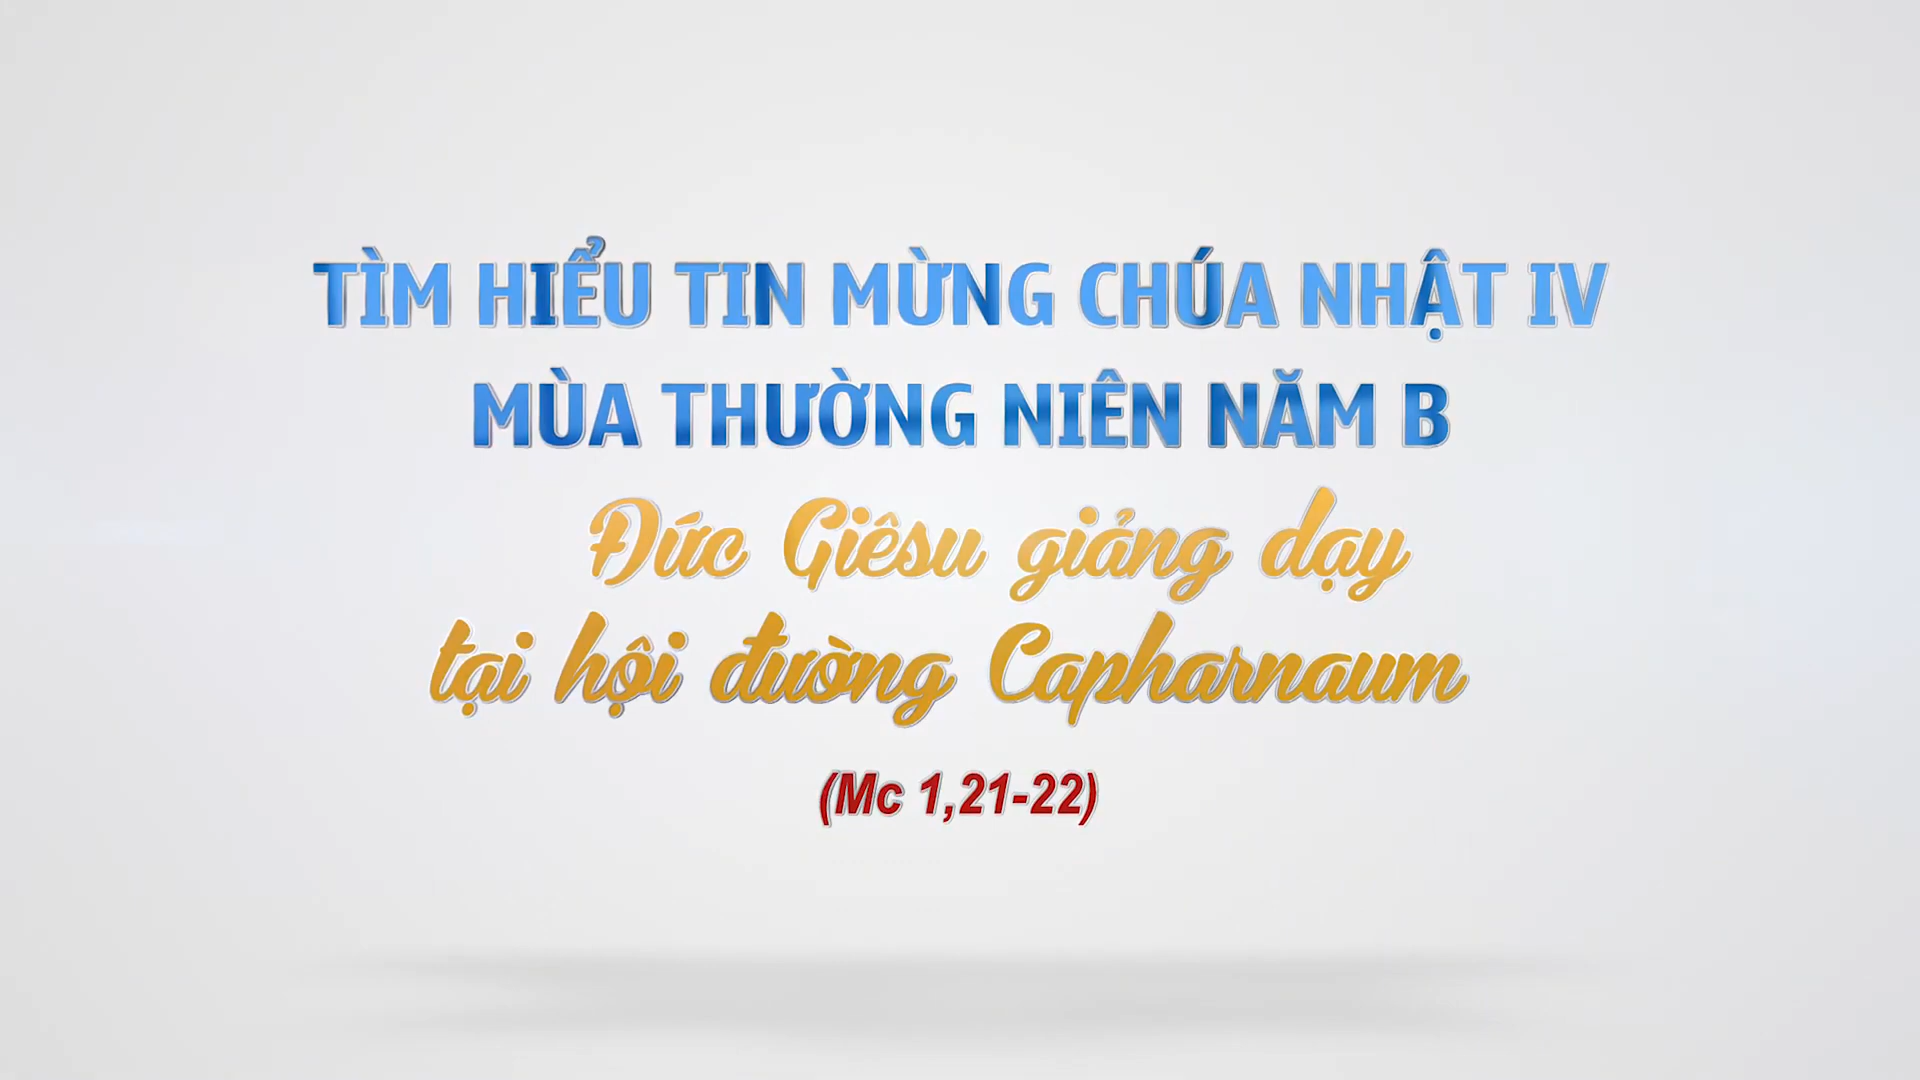 TÌM HIỂU TIN MỪNG CHÚA NHẬT IV
MÙA THƯỜNG NIÊN NĂM B
Đức Giêsu giảng dạy
tại hội đường Capharnaum
(Mc 1,21-22)